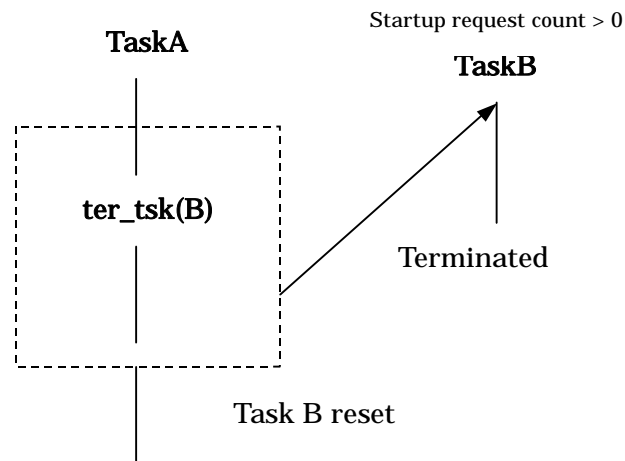 Startup request count > 0
TaskA
TaskB
ter_tsk(B)
Terminated
Task B reset